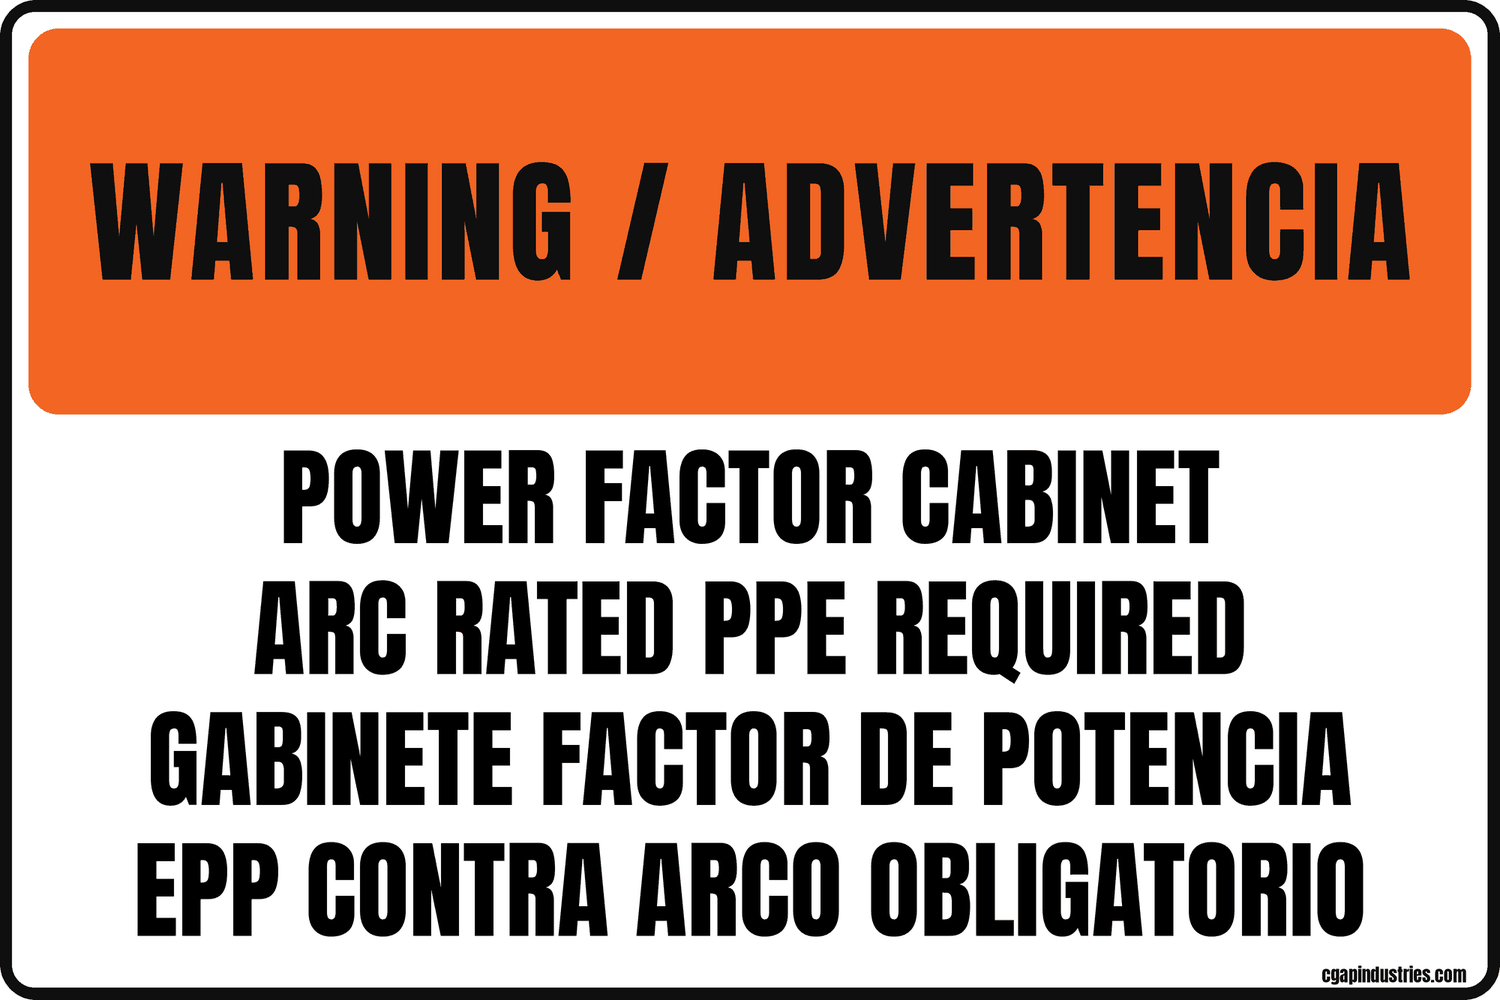 WARNING / ADVERTENCIA
POWER FACTOR CABINET
ARC RATED PPE REQUIRED
GABINETE FACTOR DE POTENCIA
EPP CONTRA ARCO OBLIGATORIO
cgapindustries.com